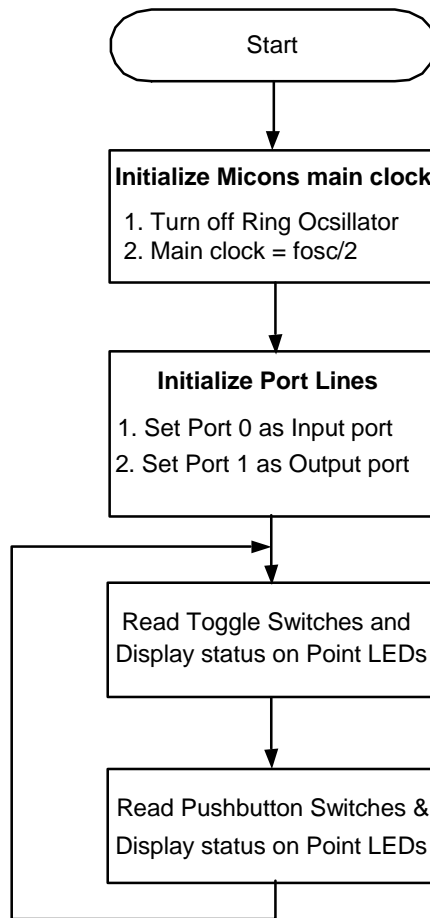 Start
Initialize Micons main clock
1. Turn off Ring Ocsillator
2. Main clock = fosc/2
Initialize Port Lines
1. Set Port 0 as Input port
2. Set Port 1 as Output port
Read Toggle Switches and
Display status on Point LEDs
Read Pushbutton Switches &
Display status on Point LEDs